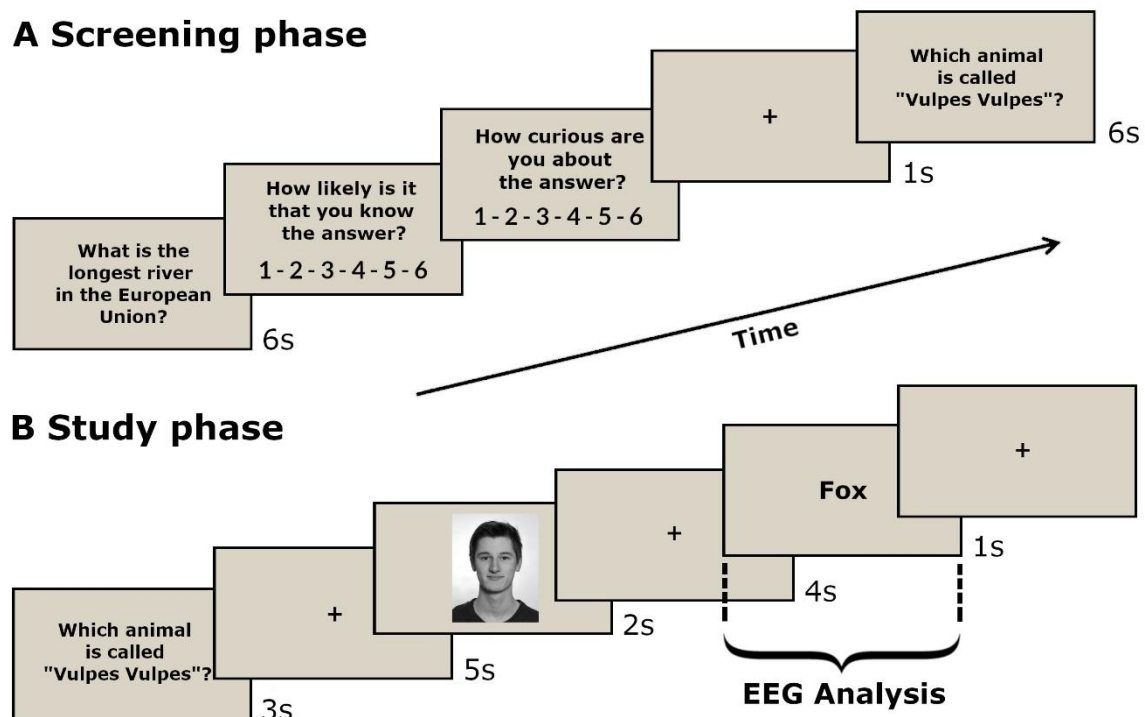 A Screening phase
What is the
longest river
in the European
Union?
6s
How likely is it
that you know
the answer?
1 - 2 - 3 - 4 - 5 - 6
How curious are
you about
the answer?
1 - 2 - 3 - 4 - 5 - 6
+
1s
Which animal
is called
"Vulpes Vulpes"?
6s
Time
B Study phase
Which animal
is called
"Vulpes Vulpes"?
3s
+
5s
2s
+
4s
Fox
1s
+
EEG Analysis